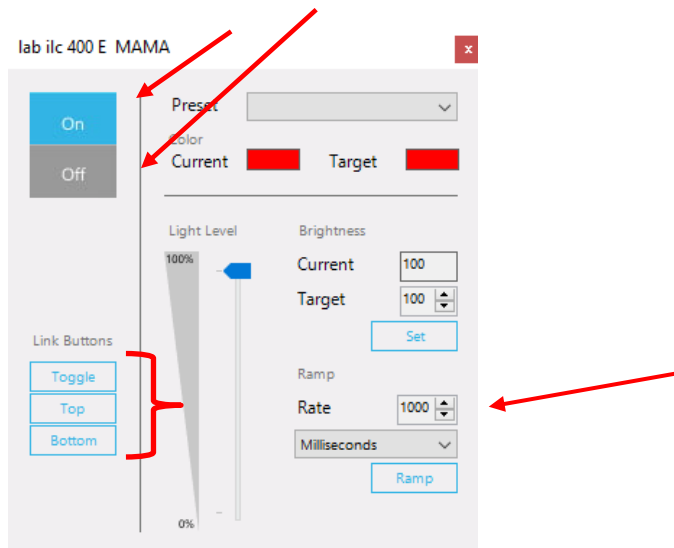 lab ilc 400 E  MAMA
x
On
Off
Preset
Color
Current
Target
Light Level
100%
0%
Brightness
Current 100
Target 100
Set
Ramp
Rate 1000
Milliseconds
Ramp
Link Buttons
Toggle
Top
Bottom